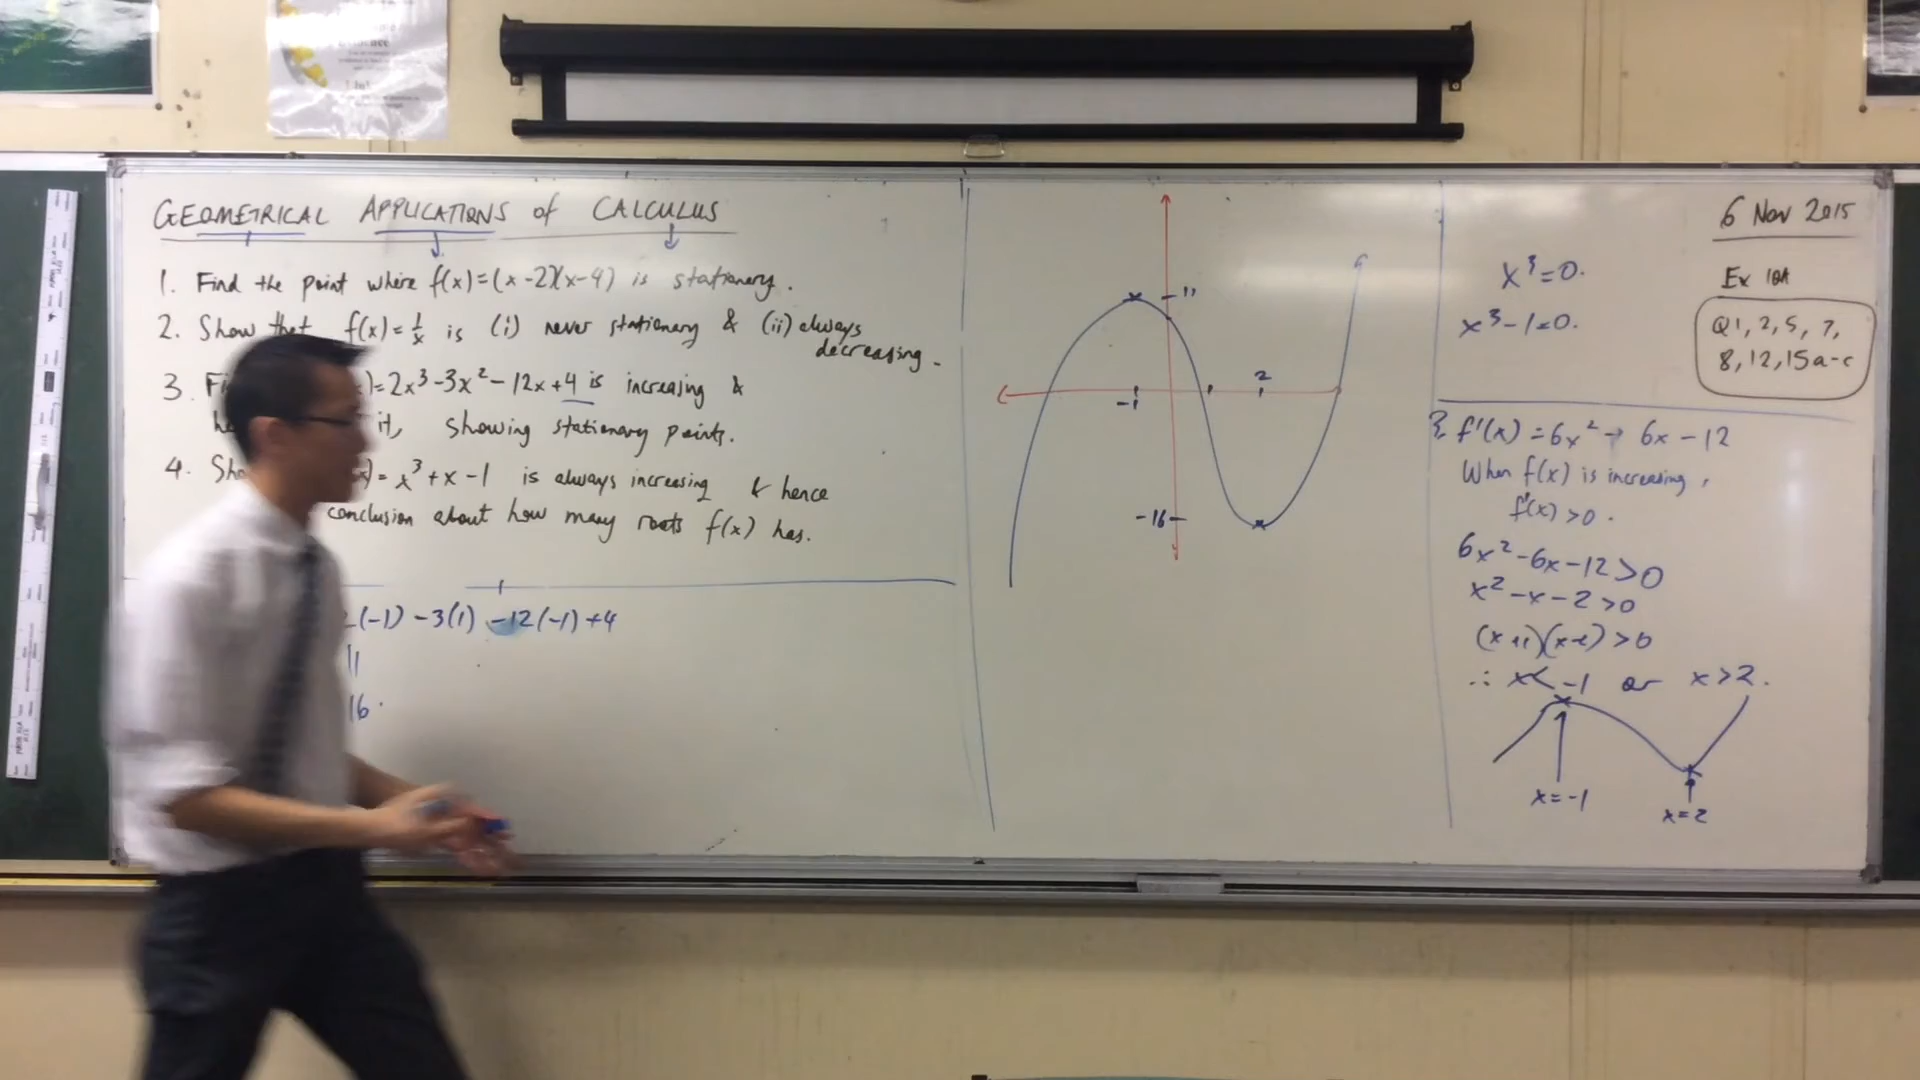 GEOMETRICAL APPLICATIONS of CALCULUS
1. Find the point where f(x)=(x-2)(x-4) is stationary.
2. Show that f(x)=1/x is (i) never stationary & (ii) always
decreasing.
3. )=2x³-3x²-12x+4 is increasing &
it, showing stationary points.
4. )=x³+x-1 is always increasing & hence
conclusion about how many roots f(x) has.
(-1) -3(1) -12(-1) +4
11
16.
11
-1
2
-16
x³=0.
x³-1=0.
6 Nov 2015
Ex 10A
Q1, 2, 5, 7,
8, 12, 15a-c
3. f'(x) = 6x² - 6x - 12
When f(x) is increasing,
f'(x) >0.
6x²-6x-12>0
x²-x-2>0
(x+1)(x-2)>0
∴ x<-1 or x>2.
x=-1
x=2